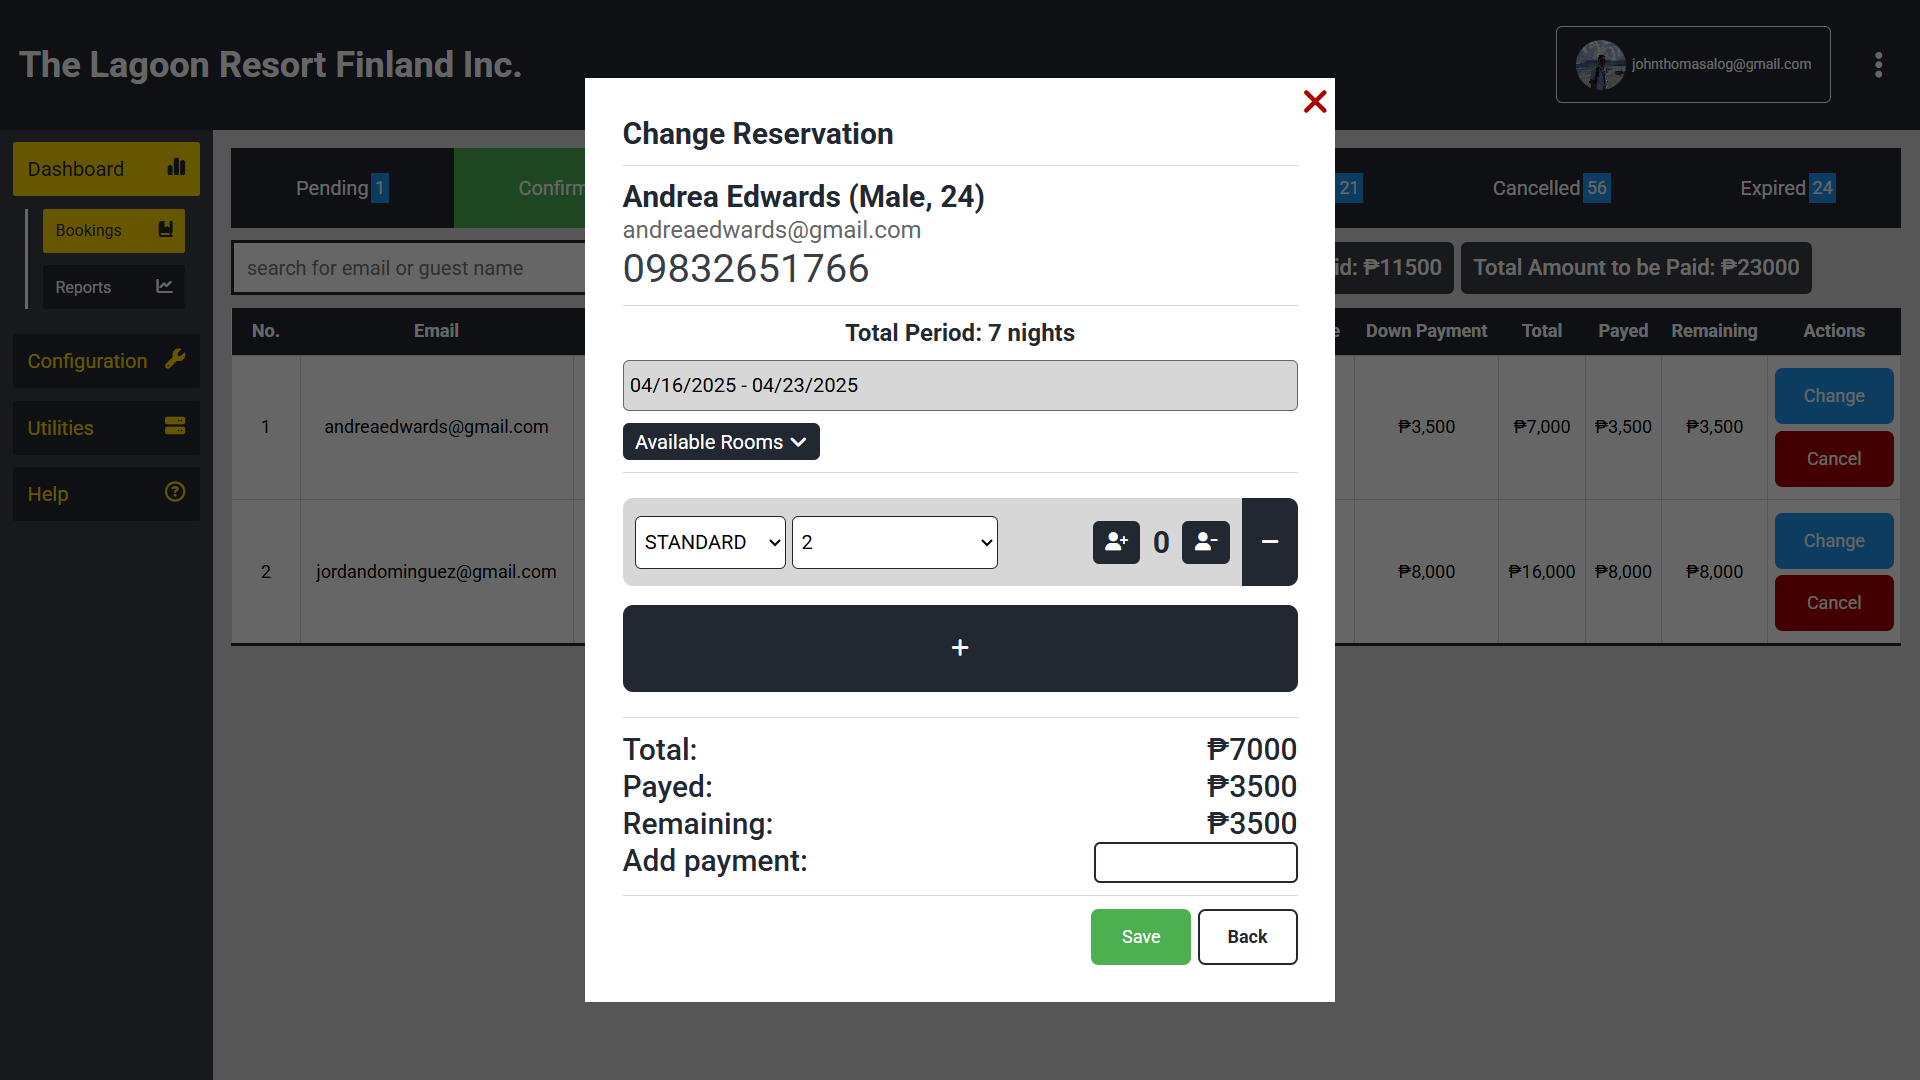 The Lagoon Resort Finland Inc.
johnthomasalog@gmail.com
Dashboard
Bookings
Reports
Configuration
Utilities
Help
Pending 1
Confirm
21
Cancelled 56
Expired 24
search for email or guest name
id: ₱11500
Total Amount to be Paid: ₱23000
No. Email e Down Payment Total Payed Remaining Actions
1 andreaedwards@gmail.com ₱3,500 ₱7,000 ₱3,500 ₱3,500 Change
Cancel
2 jordandominguez@gmail.com ₱8,000 ₱16,000 ₱8,000 ₱8,000 Change
Cancel
Change Reservation
Andrea Edwards (Male, 24)
andreaedwards@gmail.com
09832651766
Total Period: 7 nights
04/16/2025 - 04/23/2025
Available Rooms
STANDARD 2 0 −
+
Total: ₱7000
Payed: ₱3500
Remaining: ₱3500
Add payment:
Save Back